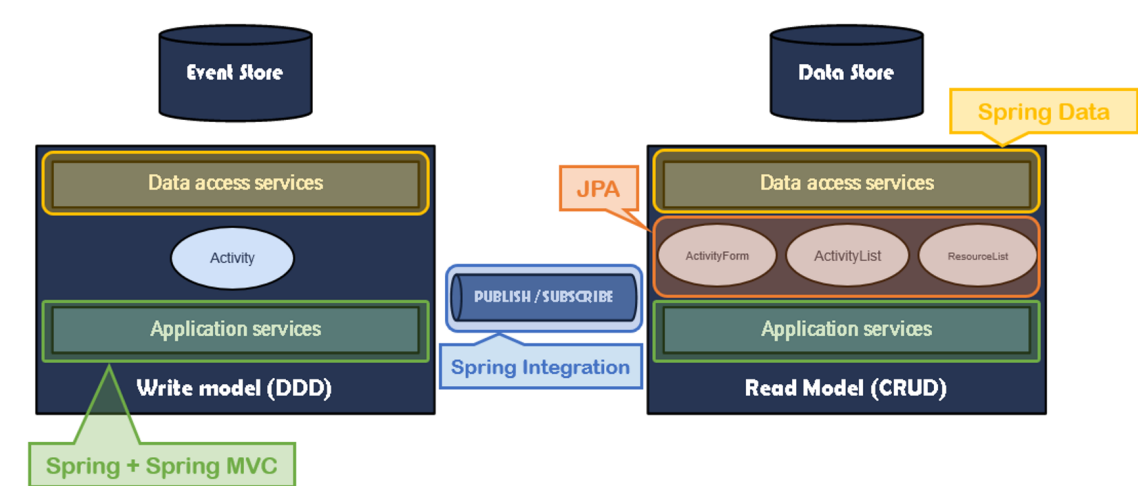 Event Store
Data Store
Spring Data
Data access services
Data access services
JPA
Activity
ActivityForm
ActivityList
ResourceList
PUBLISH / SUBSCRIBE
Application services
Application services
Spring Integration
Write model (DDD)
Read Model (CRUD)
Spring + Spring MVC